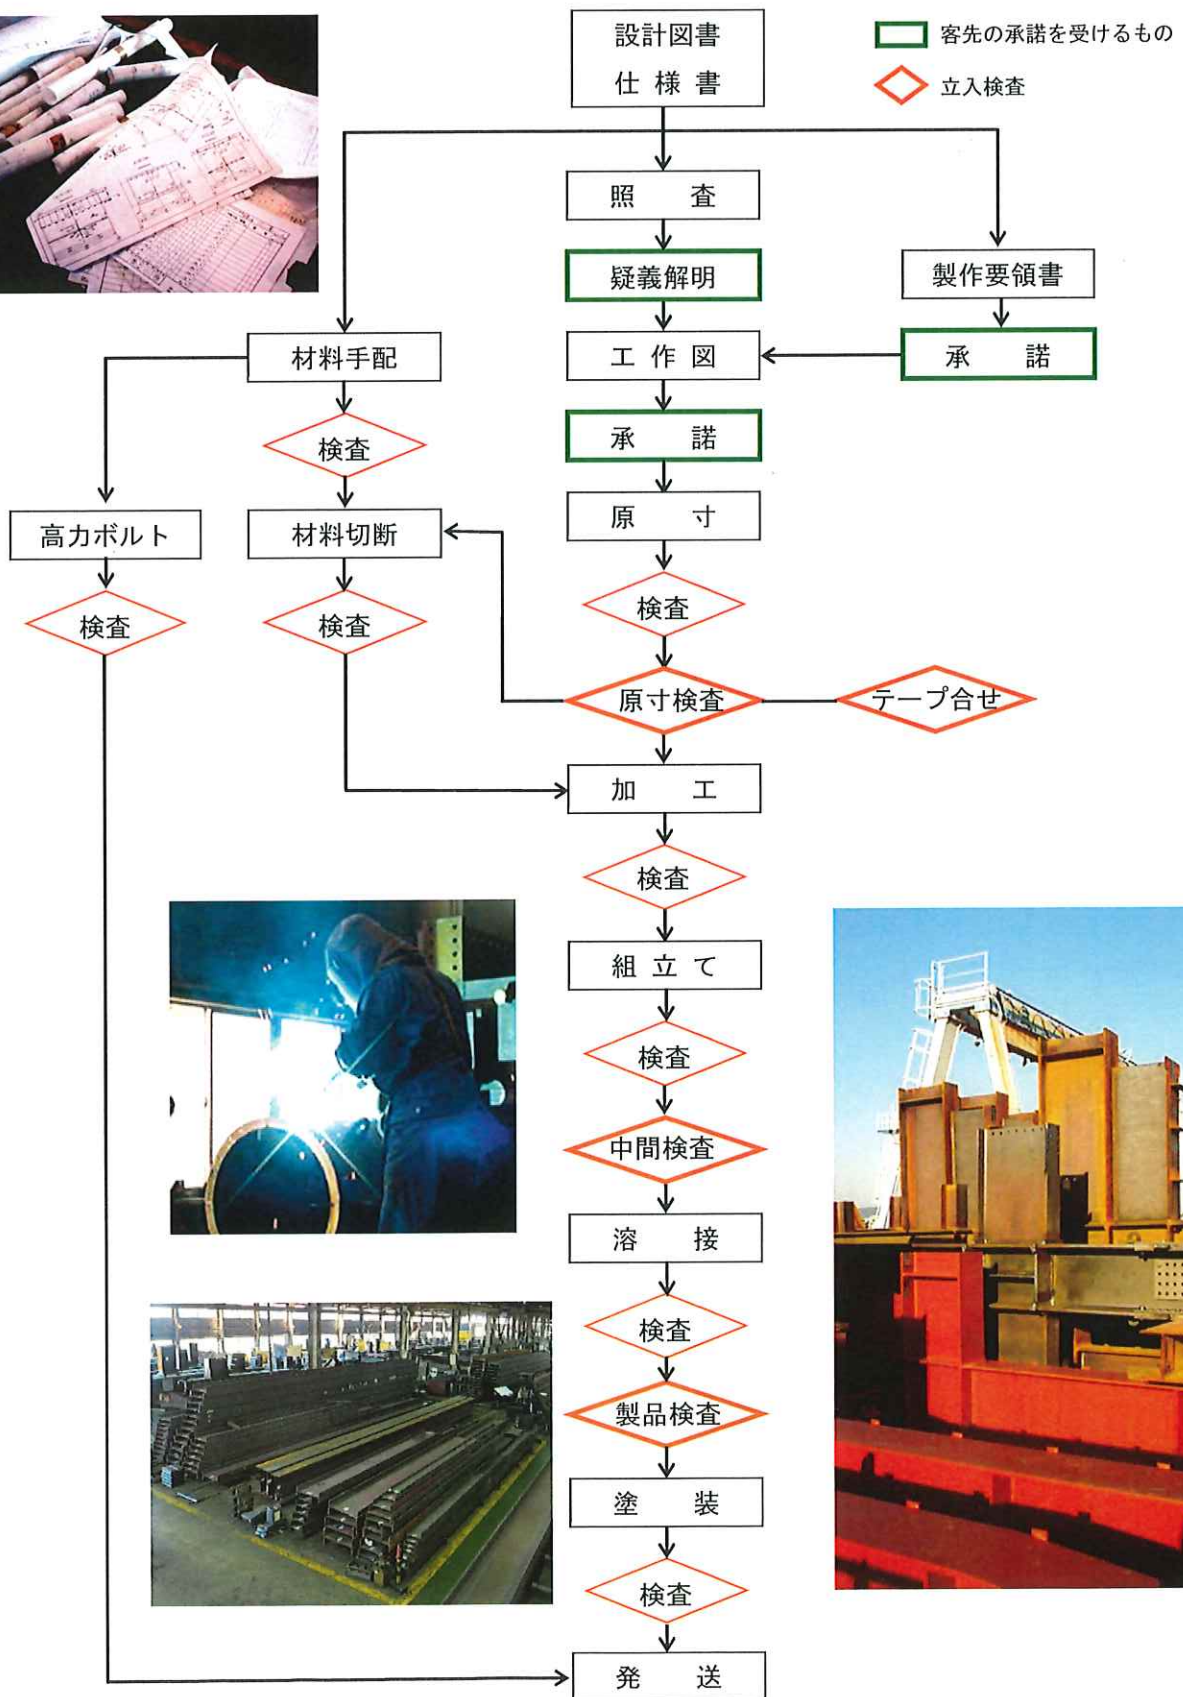 設計図書
仕様書
客先の承諾を受けるもの
立入検査
照査
疑義解明
製作要領書
材料手配
工作図
承諾
検査
承諾
高力ボルト
材料切断
原寸
検査
検査
検査
原寸検査
テープ合せ
加工
検査
組立て
検査
中間検査
溶接
検査
製品検査
塗装
検査
発送